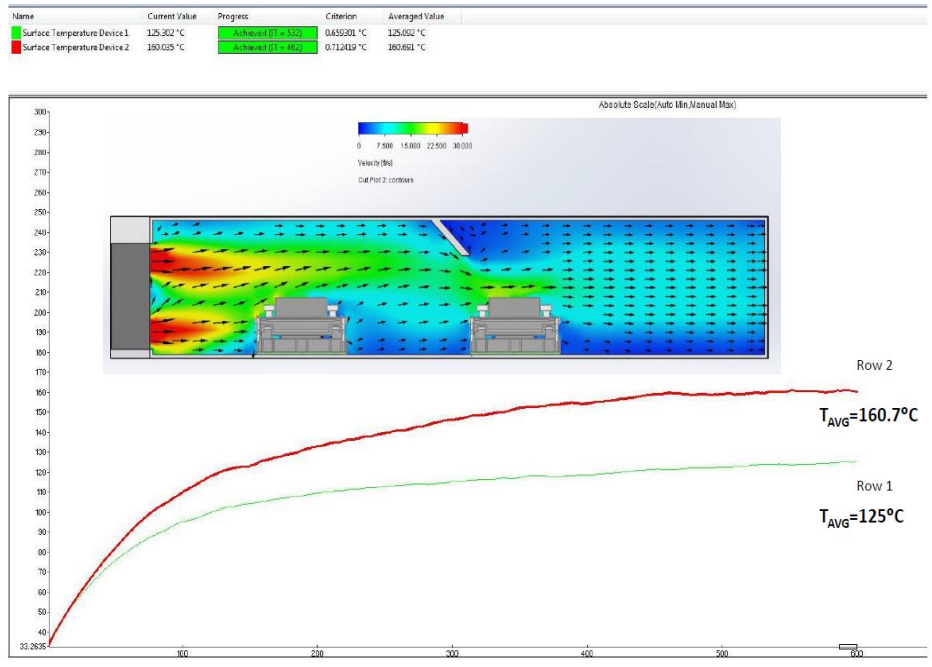 Name Current Value Progress Criterion Averaged Value
Surface Temperature Device 1 125.302 °C Achieved (IT = 532) 0.659301 °C 125.092 °C
Surface Temperature Device 2 160.035 °C Achieved (IT = 462) 0.712419 °C 160.691 °C
Absolute Scale(Auto Min,Manual Max)
300
290
280
270
260
250
240
230
220
210
200
190
180
170
160
150
140
130
120
110
100
90
80
70
60
50
40
33.2635
0 7.500 15.000 22.500 30.000
Velocity [ft/s]
Cut Plot 2: contours
Row 2
TAVG=160.7°C
Row 1
TAVG=125°C
100 200 300 400 500 600